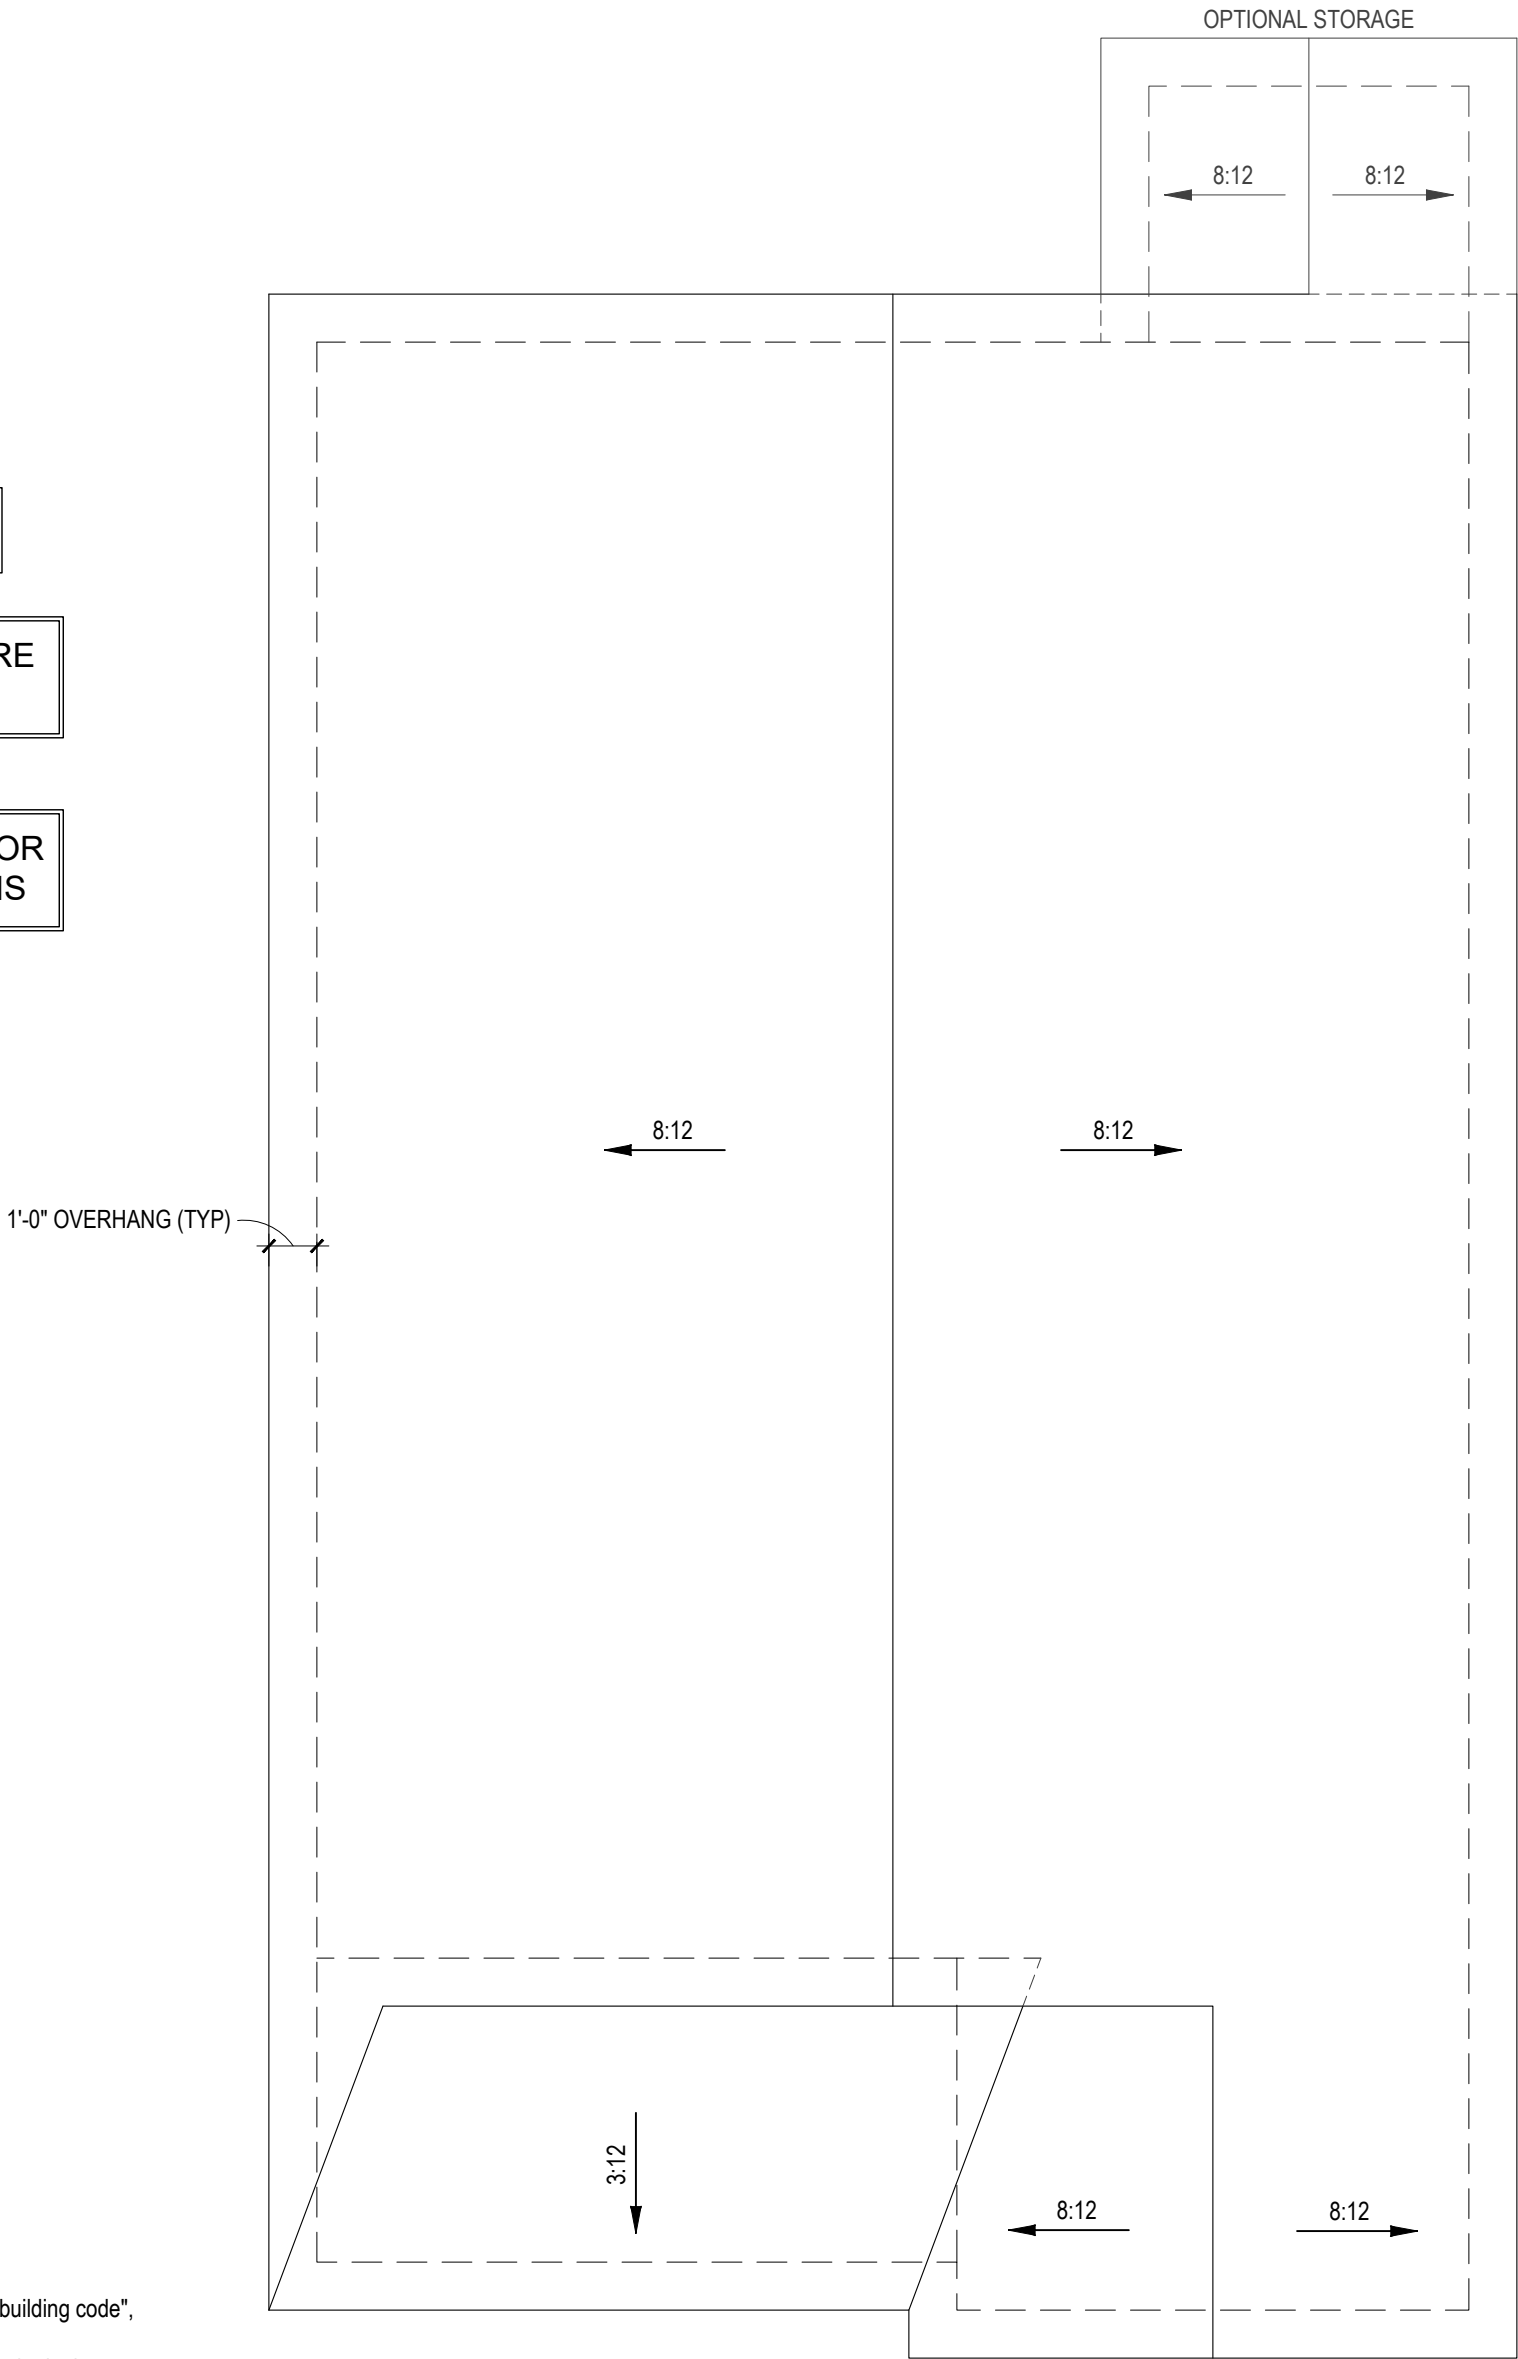 OPTIONAL STORAGE
8:12
8:12
RE
OR
IS
8:12
8:12
1'-0" OVERHANG (TYP)
3:12
8:12
8:12
building code",